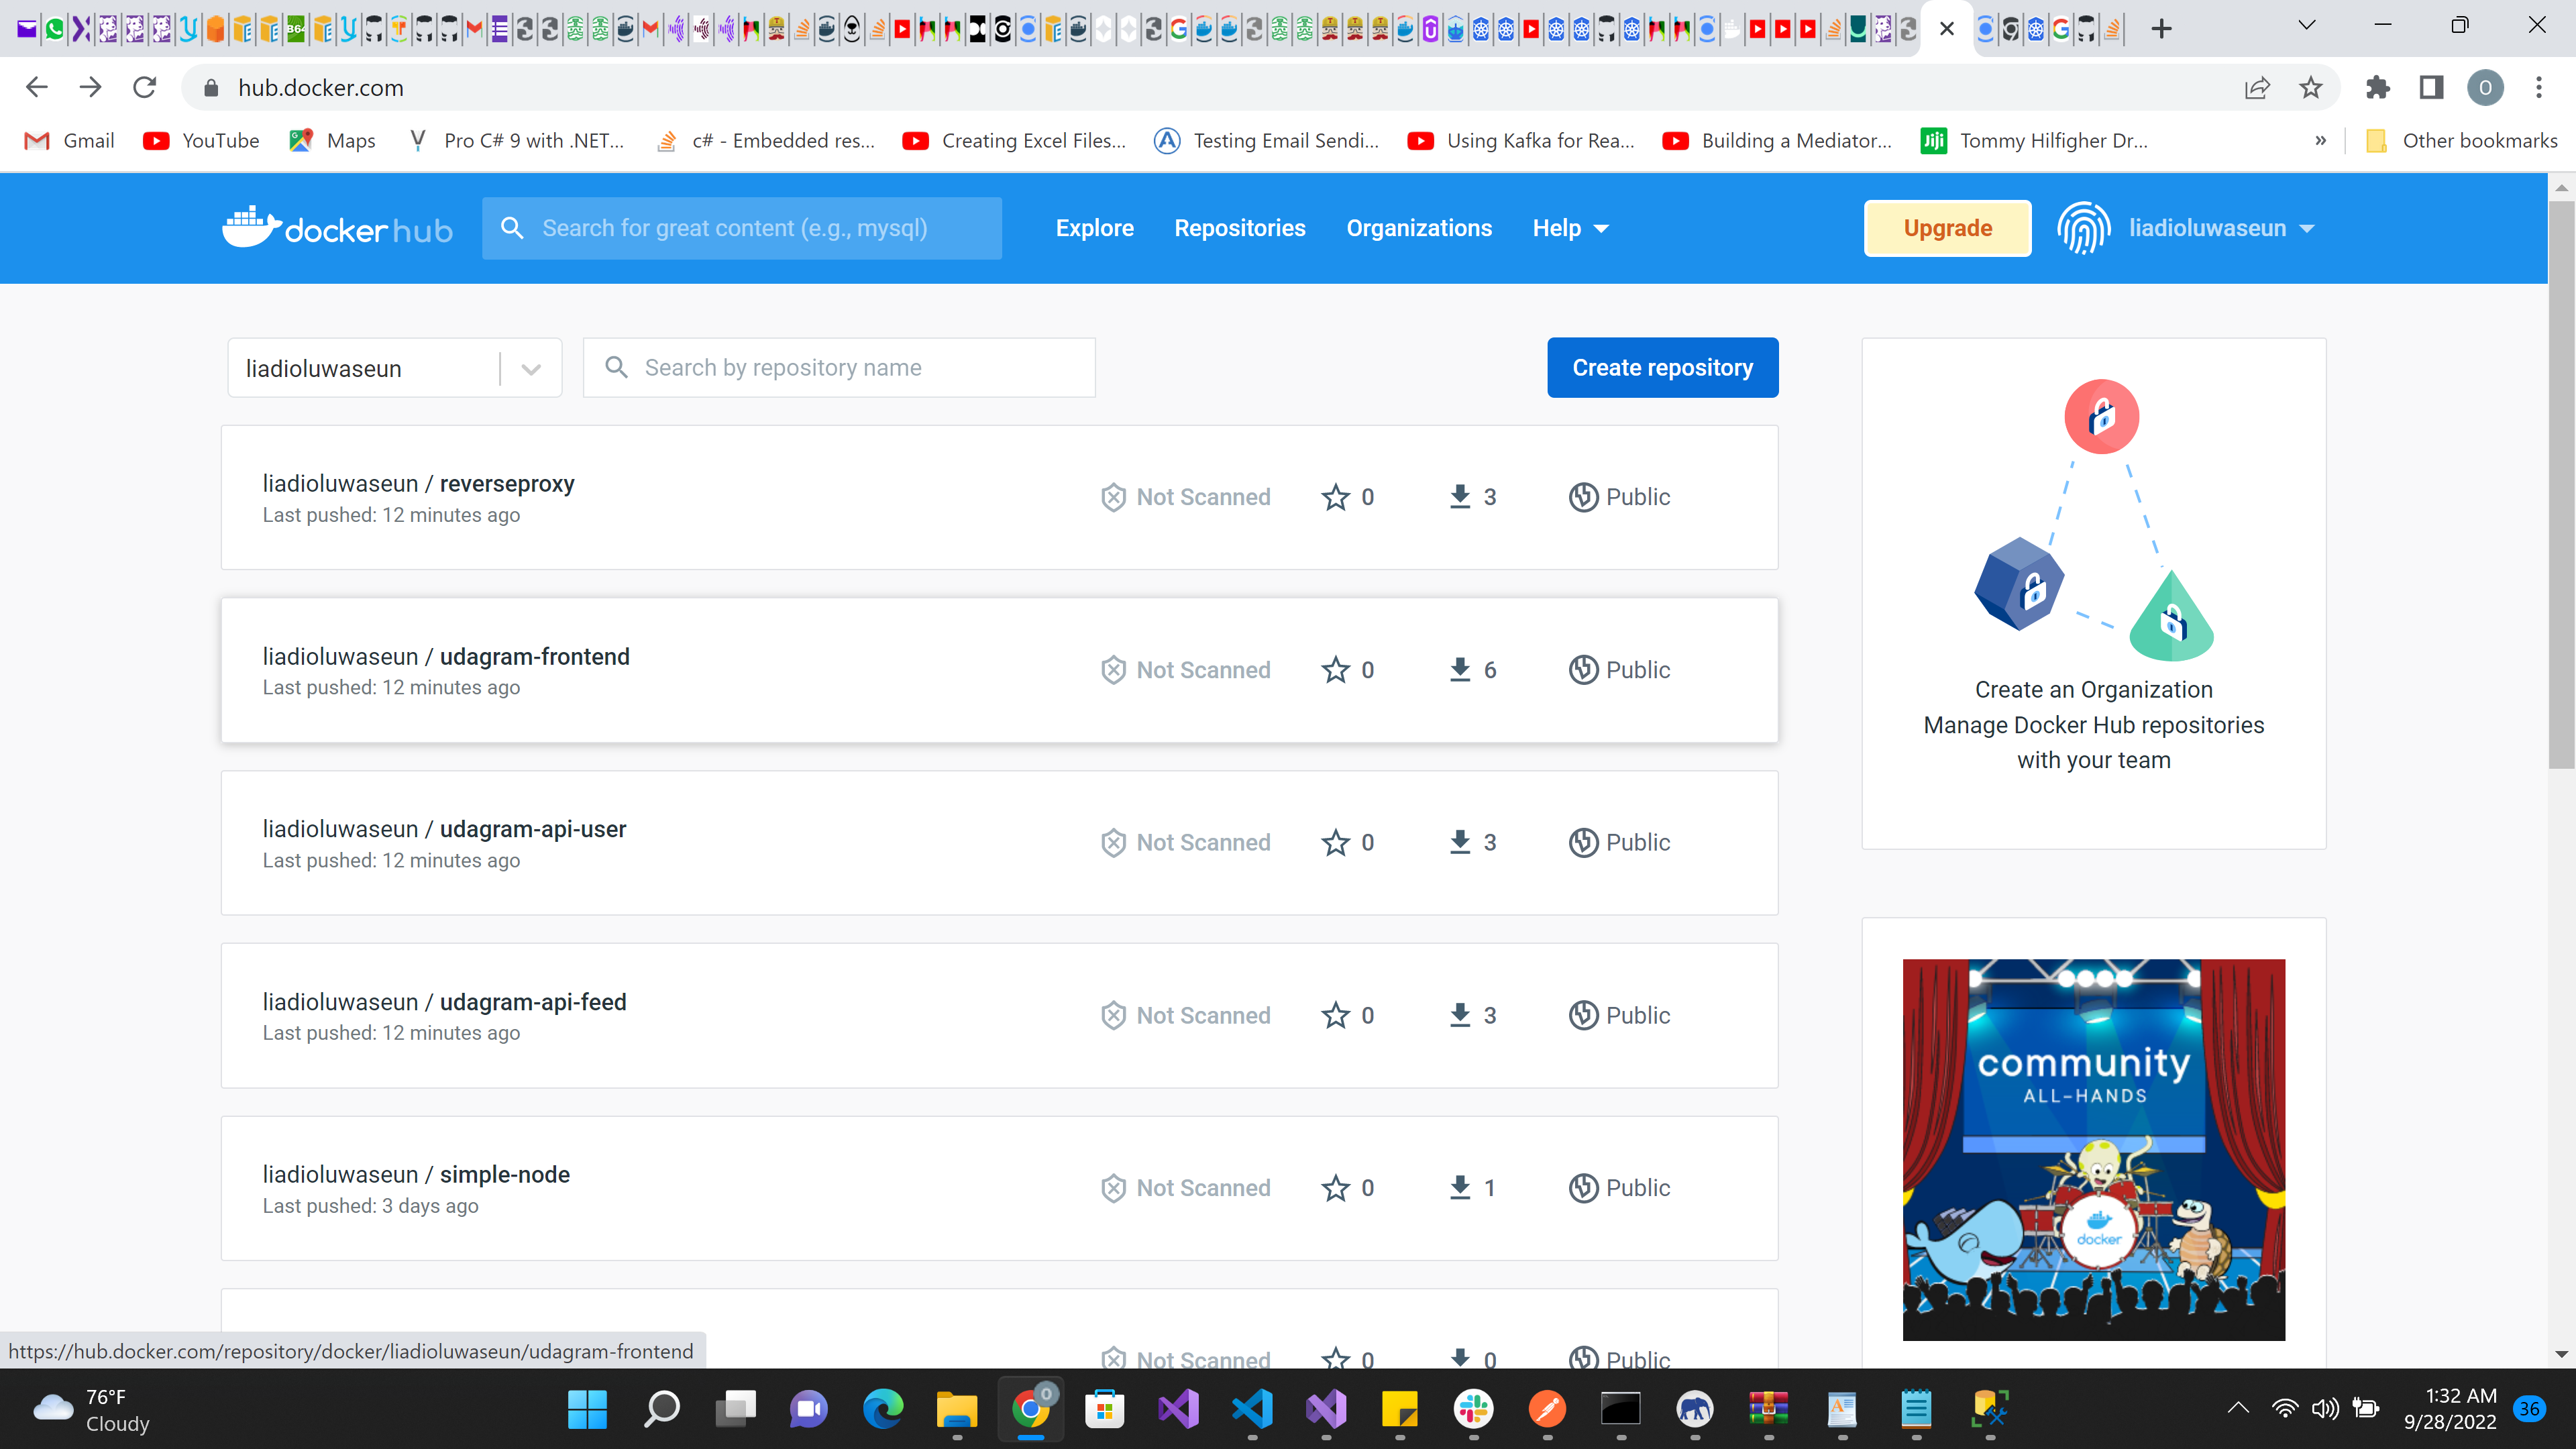 hub.docker.com
O
Gmail
YouTube
Maps
Pro C# 9 with .NET...
c# - Embedded res...
Creating Excel Files...
Testing Email Sendi...
Using Kafka for Rea...
Building a Mediator...
Jiji
Tommy Hilfigher Dr...
»
Other bookmarks
docker hub
Search for great content (e.g., mysql)
Explore
Repositories
Organizations
Help
Upgrade
liadioluwaseun
liadioluwaseun
Search by repository name
Create repository
liadioluwaseun / reverseproxy
Last pushed: 12 minutes ago
Not Scanned
0
3
Public
liadioluwaseun / udagram-frontend
Last pushed: 12 minutes ago
Not Scanned
0
6
Public
liadioluwaseun / udagram-api-user
Last pushed: 12 minutes ago
Not Scanned
0
3
Public
liadioluwaseun / udagram-api-feed
Last pushed: 12 minutes ago
Not Scanned
0
3
Public
liadioluwaseun / simple-node
Last pushed: 3 days ago
Not Scanned
0
1
Public
Not Scanned
0
0
Public
Create an Organization
Manage Docker Hub repositories
with your team
community
ALL-HANDS
docker
https://hub.docker.com/repository/docker/liadioluwaseun/udagram-frontend
76°F
Cloudy
0
1:32 AM
9/28/2022
36